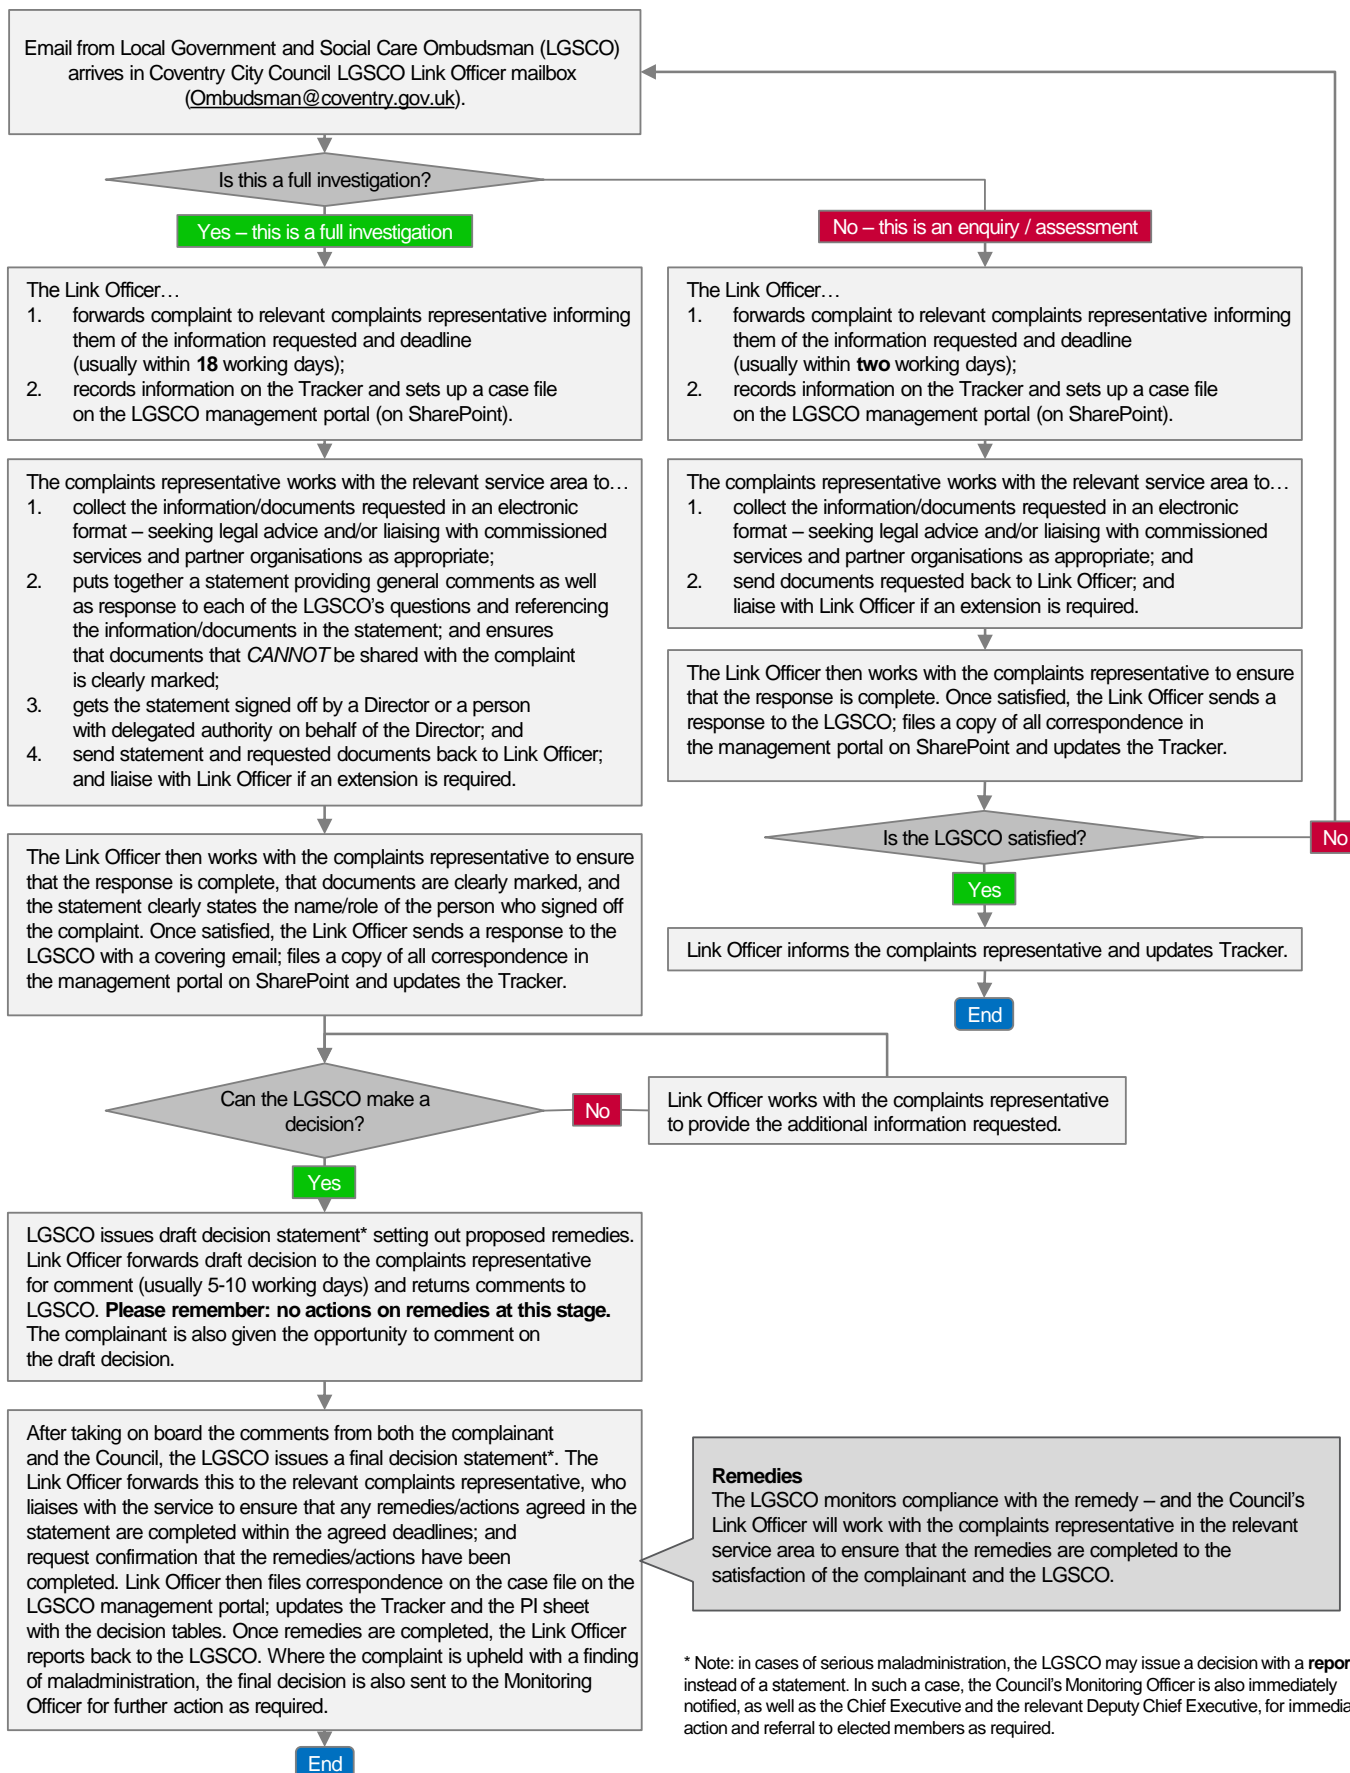 Email from Local Government and Social Care Ombudsman (LGSCO)
arrives in Coventry City Council LGSCO Link Officer mailbox
(Ombudsman@coventry.gov.uk).
Is this a full investigation?
Yes – this is a full investigation
No – this is an enquiry / assessment
The Link Officer…
1. forwards complaint to relevant complaints representative informing
them of the information requested and deadline
(usually within 18 working days);
2. records information on the Tracker and sets up a case file
on the LGSCO management portal (on SharePoint).
The complaints representative works with the relevant service area to…
1. collect the information/documents requested in an electronic
format – seeking legal advice and/or liaising with commissioned
services and partner organisations as appropriate;
2. puts together a statement providing general comments as well
as response to each of the LGSCO's questions and referencing
the information/documents in the statement; and ensures
that documents that CANNOT be shared with the complaint
is clearly marked;
3. gets the statement signed off by a Director or a person
with delegated authority on behalf of the Director; and
4. send statement and requested documents back to Link Officer;
and liaise with Link Officer if an extension is required.
The Link Officer then works with the complaints representative to ensure
that the response is complete, that documents are clearly marked, and
the statement clearly states the name/role of the person who signed off
the complaint. Once satisfied, the Link Officer sends a response to the
LGSCO with a covering email; files a copy of all correspondence in
the management portal on SharePoint and updates the Tracker.
The Link Officer…
1. forwards complaint to relevant complaints representative informing
them of the information requested and deadline
(usually within two working days);
2. records information on the Tracker and sets up a case file
on the LGSCO management portal (on SharePoint).
The complaints representative works with the relevant service area to…
1. collect the information/documents requested in an electronic
format – seeking legal advice and/or liaising with commissioned
services and partner organisations as appropriate; and
2. send documents requested back to Link Officer; and
liaise with Link Officer if an extension is required.
The Link Officer then works with the complaints representative to ensure
that the response is complete. Once satisfied, the Link Officer sends a
response to the LGSCO; files a copy of all correspondence in
the management portal on SharePoint and updates the Tracker.
Is the LGSCO satisfied?
No
Yes
Link Officer informs the complaints representative and updates Tracker.
End
Can the LGSCO make a
decision?
No
Link Officer works with the complaints representative
to provide the additional information requested.
Yes
LGSCO issues draft decision statement* setting out proposed remedies.
Link Officer forwards draft decision to the complaints representative
for comment (usually 5-10 working days) and returns comments to
LGSCO. Please remember: no actions on remedies at this stage.
The complainant is also given the opportunity to comment on
the draft decision.
After taking on board the comments from both the complainant
and the Council, the LGSCO issues a final decision statement*. The
Link Officer forwards this to the relevant complaints representative, who
liaises with the service to ensure that any remedies/actions agreed in the
statement are completed within the agreed deadlines; and
request confirmation that the remedies/actions have been
completed. Link Officer then files correspondence on the case file on the
LGSCO management portal; updates the Tracker and the PI sheet
with the decision tables. Once remedies are completed, the Link Officer
reports back to the LGSCO. Where the complaint is upheld with a finding
of maladministration, the final decision is also sent to the Monitoring
Officer for further action as required.
End
Remedies
The LGSCO monitors compliance with the remedy – and the Council's
Link Officer will work with the complaints representative in the relevant
service area to ensure that the remedies are completed to the
satisfaction of the complainant and the LGSCO.
* Note: in cases of serious maladministration, the LGSCO may issue a decision with a repor
instead of a statement. In such a case, the Council's Monitoring Officer is also immediately
notified, as well as the Chief Executive and the relevant Deputy Chief Executive, for immedia
action and referral to elected members as required.